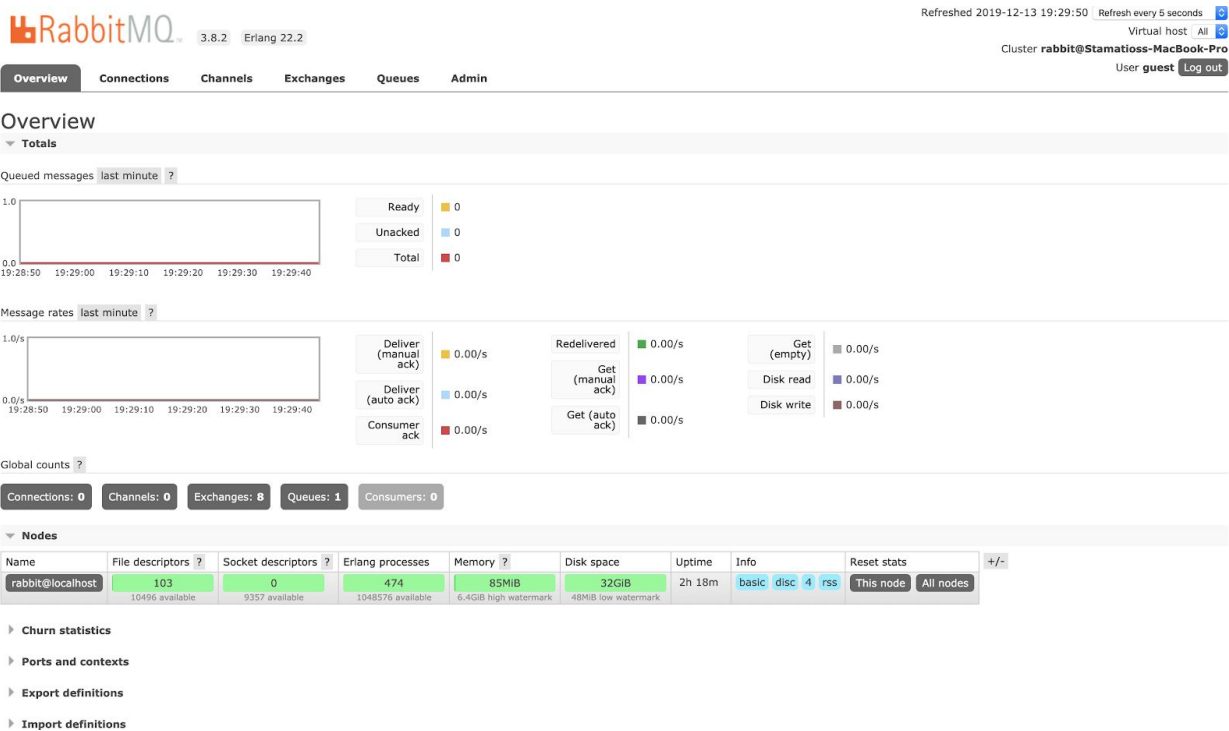 RabbitMQ 3.8.2 Erlang 22.2
Refreshed 2019-12-13 19:29:50 Refresh every 5 seconds
Virtual host All
Cluster rabbit@Stamatioss-MacBook-Pro
User guest Log out
Overview Connections Channels Exchanges Queues Admin
Overview
Totals
Queued messages last minute ?
1.0
0.0
19:28:50 19:29:00 19:29:10 19:29:20 19:29:30 19:29:40
Ready 0
Unacked 0
Total 0
Message rates last minute ?
1.0/s
0.0/s
19:28:50 19:29:00 19:29:10 19:29:20 19:29:30 19:29:40
Deliver
(manual
ack)
0.00/s
Deliver
(auto ack)
0.00/s
Consumer
ack
0.00/s
Redelivered 0.00/s
Get
(manual
ack)
0.00/s
Get (auto
ack)
0.00/s
Get
(empty)
0.00/s
Disk read 0.00/s
Disk write 0.00/s
Global counts ?
Connections: 0 Channels: 0 Exchanges: 8 Queues: 1 Consumers: 0
Nodes
Name File descriptors ? Socket descriptors ? Erlang processes Memory ? Disk space Uptime Info Reset stats +/-
rabbit@localhost 103 0 474 85MiB 32GiB 2h 18m basic disc 4 rss This node All nodes
10496 available 9357 available 1048576 available 6.4GiB high watermark 48MiB low watermark
Churn statistics
Ports and contexts
Export definitions
Import definitions